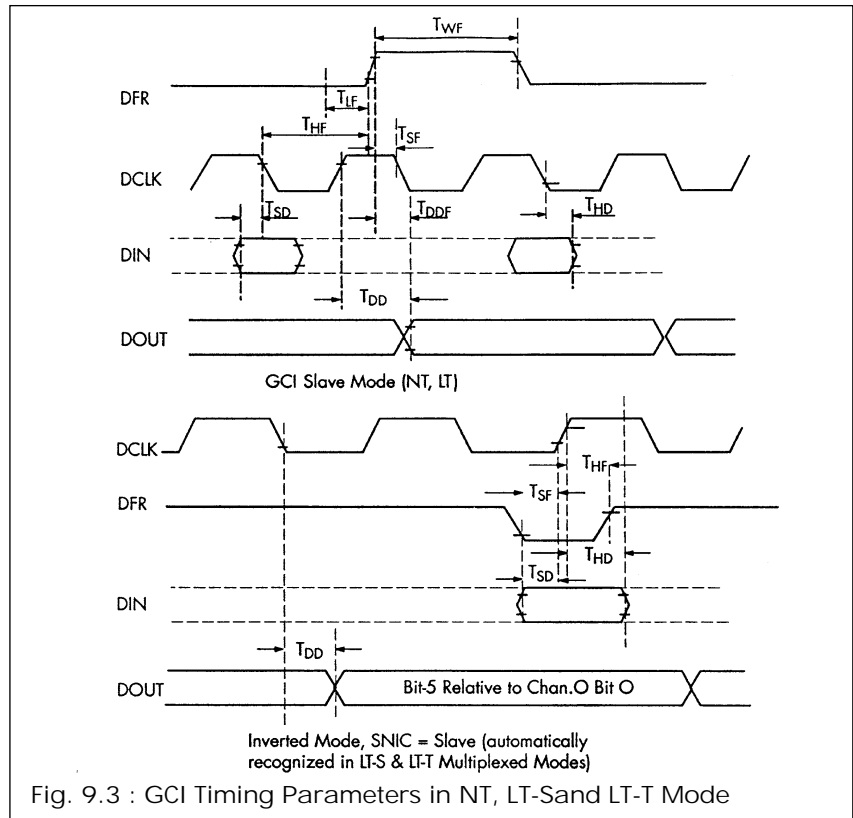 TWF
DFR
TLF
THF
TSF
DCLK
TSD
TDDF
THD
DIN
TDD
DOUT
GCI Slave Mode (NT, LT)
DCLK
THF
TSF
DFR
THD
TSD
DIN
TDD
DOUT
Bit-5 Relative to Chan.O Bit O
Inverted Mode, SNIC = Slave (automatically
recognized in LT-S & LT-T Multiplexed Modes)
Fig. 9.3 : GCI Timing Parameters in NT, LT-Sand LT-T Mode